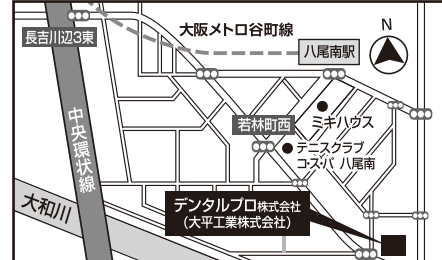 長吉川辺3東
大阪メトロ谷町線
N
八尾南駅
中央環状線
若林町西
ミキハウス
テニスクラブ
コ・ス・パ 八尾南
大和川
デンタルプロ株式会社
(大平工業株式会社)